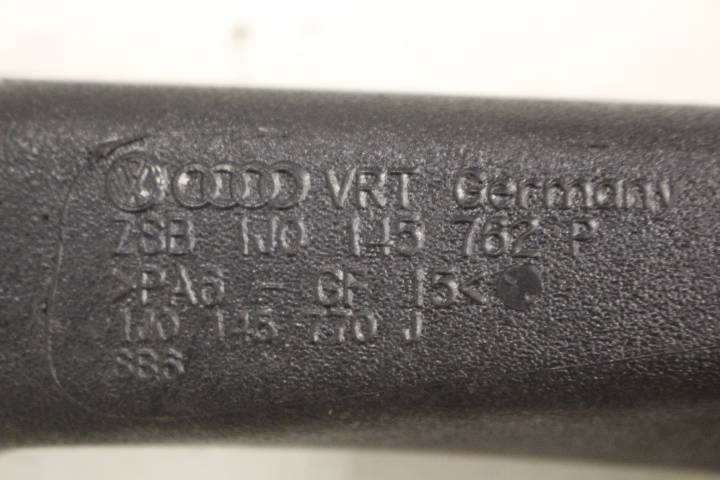 VRT Germany
ZSB 1J0 145 762 P
>PA6 - GF 15<
1J0 145 770 J
SB6